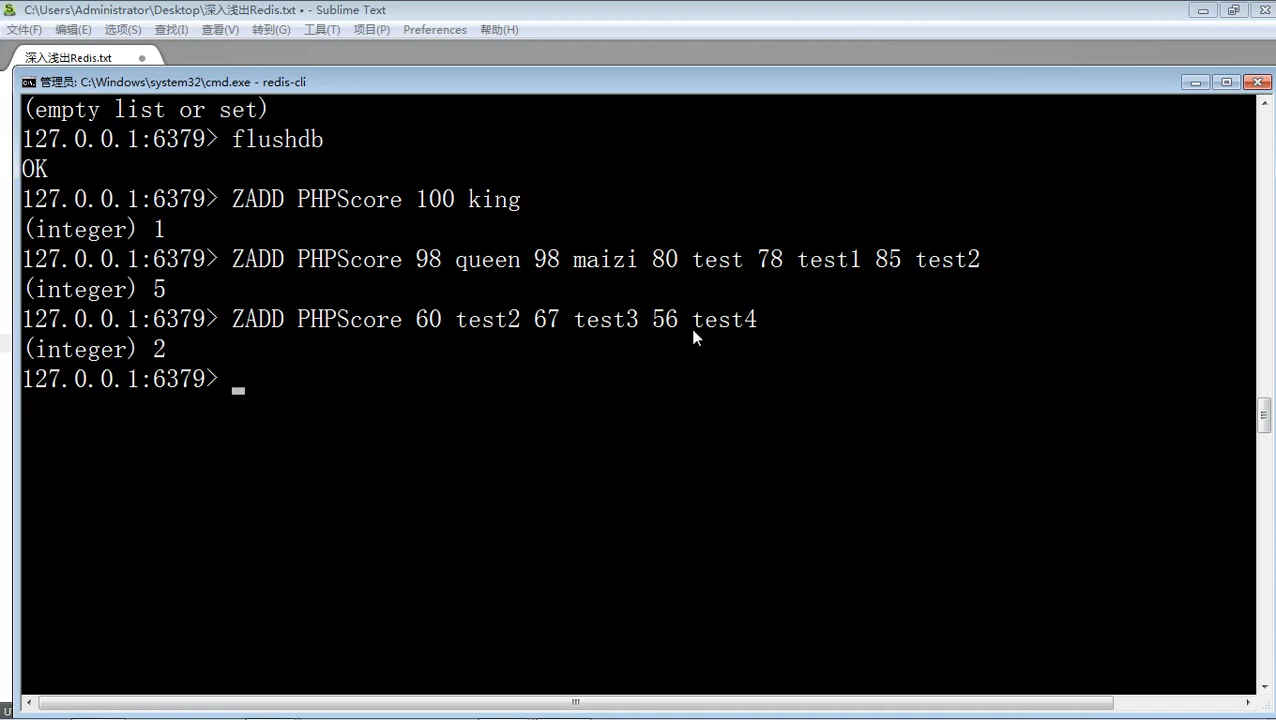 C:\Users\Administrator\Desktop\深入浅出Redis.txt • - Sublime Text
文件(F) 编辑(E) 选项(S) 查找(I) 查看(V) 转到(G) 工具(T) 项目(P) Preferences 帮助(H)
深入浅出Redis.txt
管理员: C:\Windows\system32\cmd.exe - redis-cli
(empty list or set)
127.0.0.1:6379> flushdb
OK
127.0.0.1:6379> ZADD PHPScore 100 king
(integer) 1
127.0.0.1:6379> ZADD PHPScore 98 queen 98 maizi 80 test 78 test1 85 test2
(integer) 5
127.0.0.1:6379> ZADD PHPScore 60 test2 67 test3 56 test4
(integer) 2
127.0.0.1:6379>